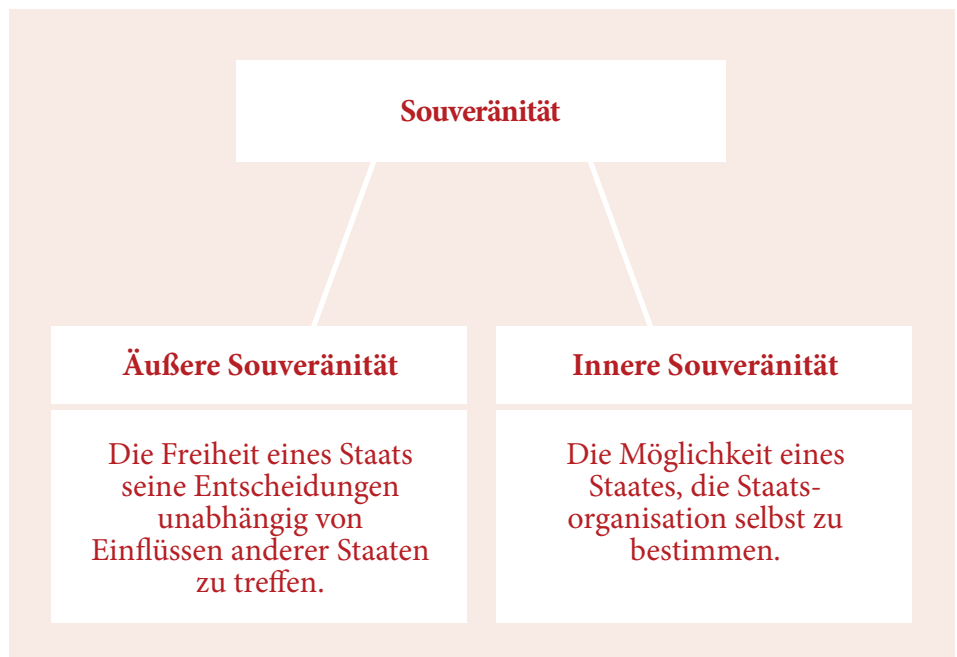 Souveränität
Äußere Souveränität
Die Freiheit eines Staats
seine Entscheidungen
unabhängig von
Einflüssen anderer Staaten
zu treffen.
Innere Souveränität
Die Möglichkeit eines
Staates, die Staats-
organisation selbst zu
bestimmen.